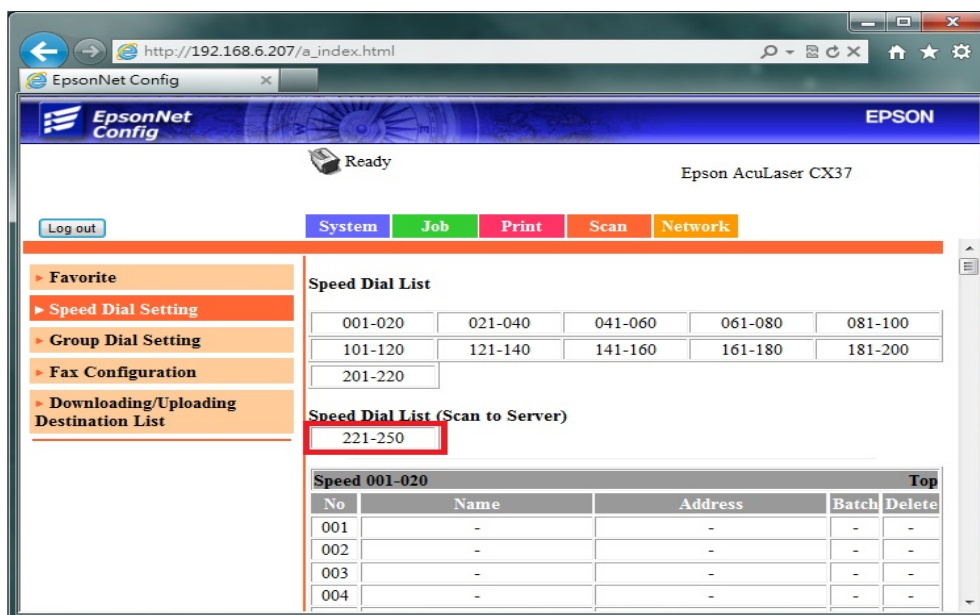 http://192.168.6.207/a_index.html
EpsonNet Config
EpsonNet
Config
EPSON
Ready
Epson AcuLaser CX37
Log out
System Job Print Scan Network
Favorite
Speed Dial Setting
Group Dial Setting
Fax Configuration
Downloading/Uploading
Destination List
Speed Dial List
001-020 021-040 041-060 061-080 081-100
101-120 121-140 141-160 161-180 181-200
201-220
Speed Dial List (Scan to Server)
221-250
Speed 001-020 Top
No Name Address Batch Delete
001 - - - -
002 - - - -
003 - - - -
004 - - - -